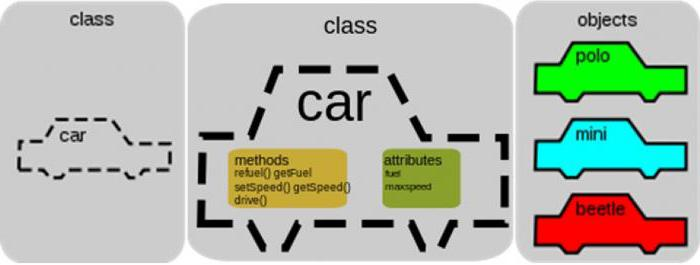 class
car
class
car
methods
refuel() getFuel
setSpeed() getSpeed()
drive()
attributes
fuel
maxspeed
objects
polo
mini
beetle